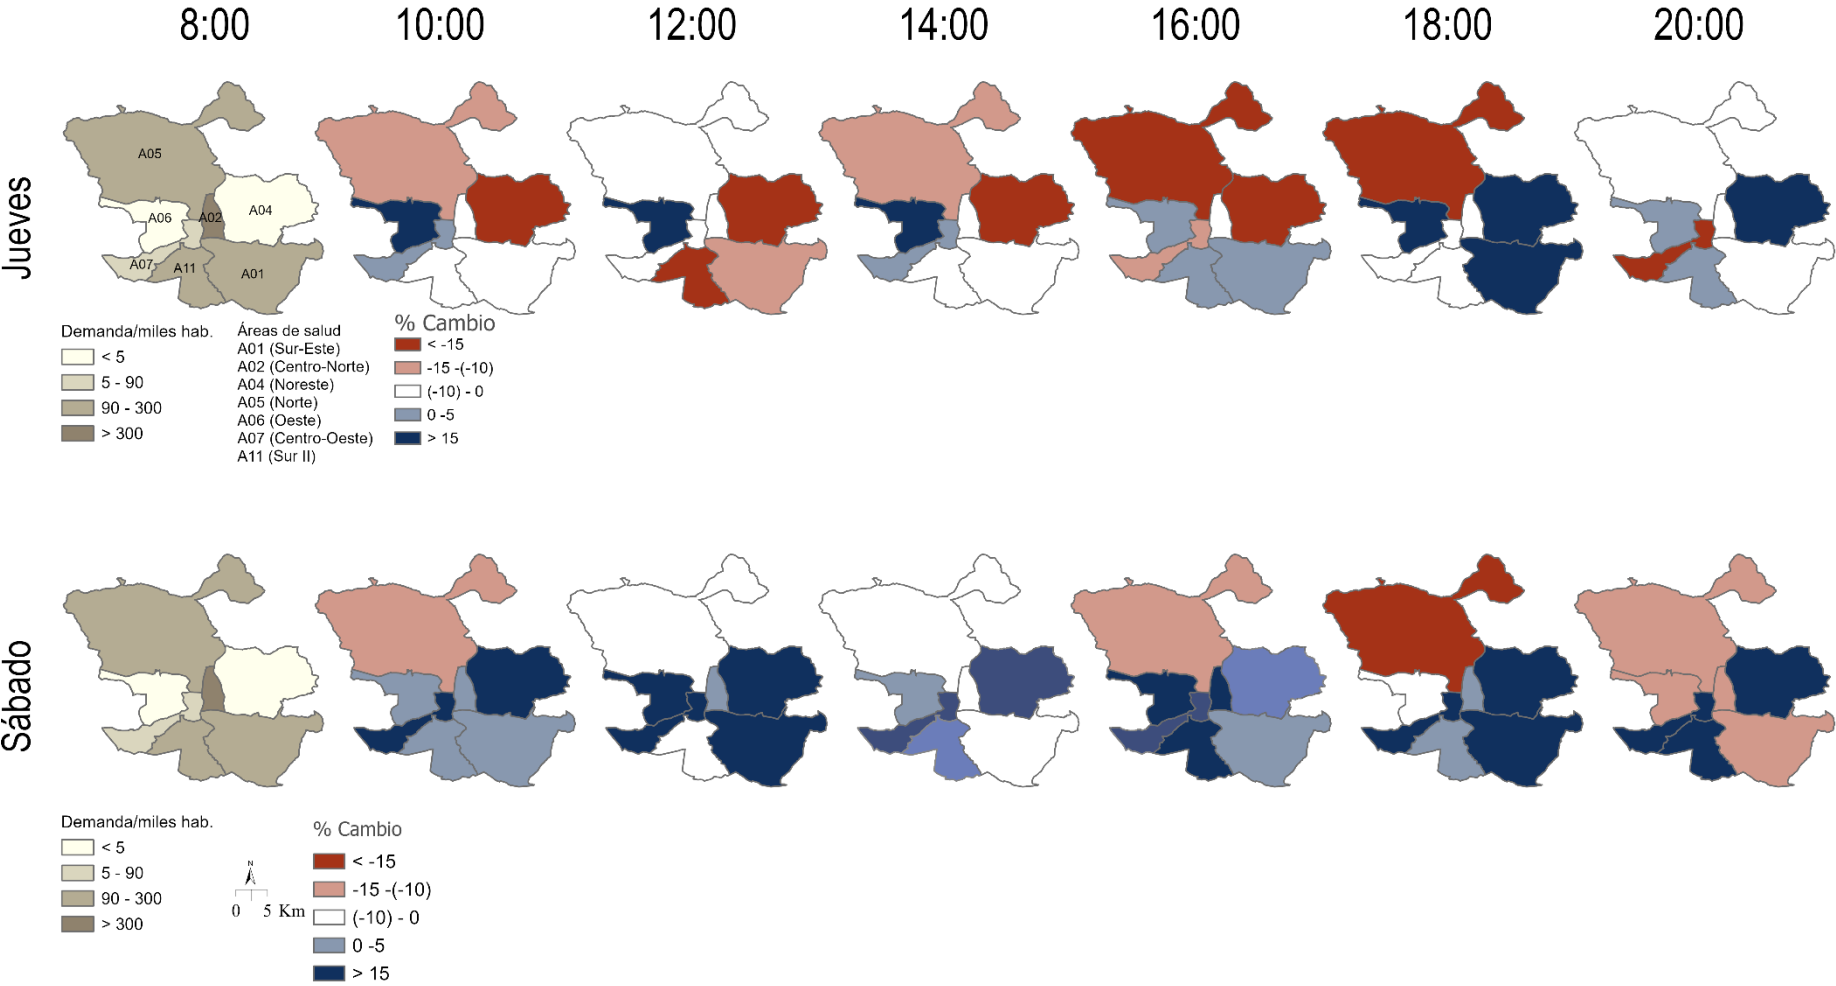 8:00 10:00 12:00 14:00 16:00 18:00 20:00
Jueves
A05
A06 A02 A04
A07 A11 A01
Demanda/miles hab.
< 5
5 - 90
90 - 300
> 300
Áreas de salud
A01 (Sur-Este)
A02 (Centro-Norte)
A04 (Noreste)
A05 (Norte)
A06 (Oeste)
A07 (Centro-Oeste)
A11 (Sur II)
% Cambio
< -15
-15 -(-10)
(-10) - 0
0 -5
> 15
Sábado
Demanda/miles hab.
< 5
5 - 90
90 - 300
> 300
N
0 5 Km
% Cambio
< -15
-15 -(-10)
(-10) - 0
0 -5
> 15